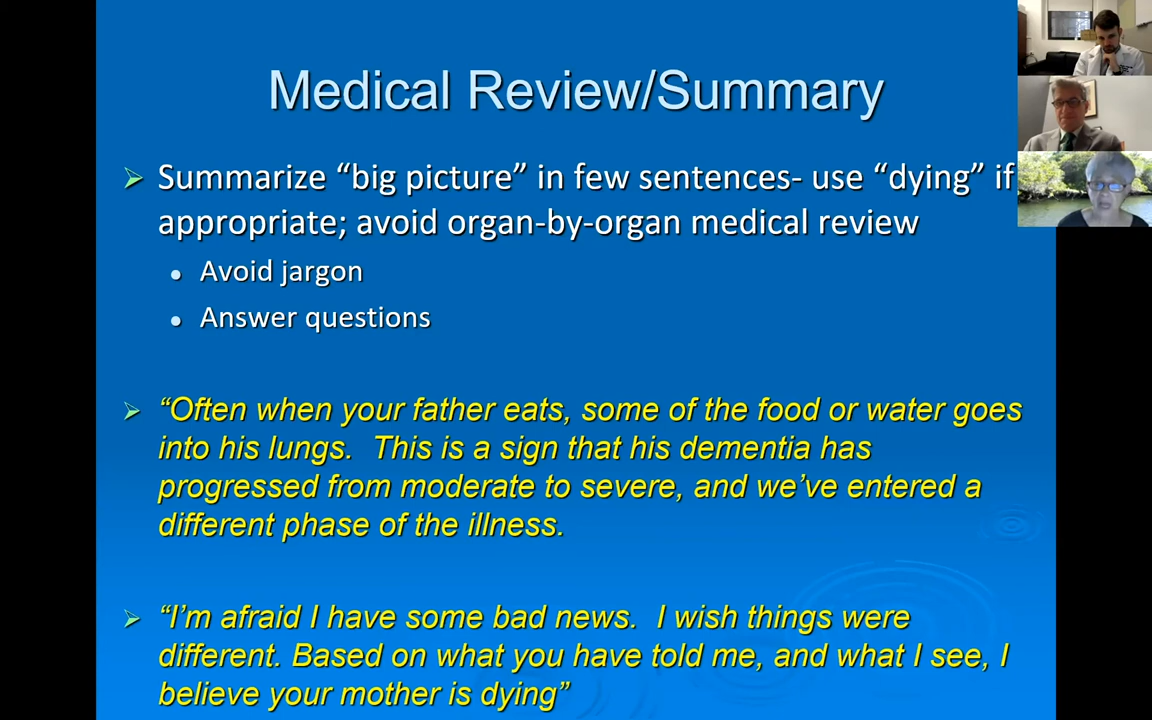 Medical Review/Summary
Summarize “big picture” in few sentences- use “dying” if
appropriate; avoid organ-by-organ medical review
Avoid jargon
Answer questions
“Often when your father eats, some of the food or water goes
into his lungs.  This is a sign that his dementia has
progressed from moderate to severe, and we’ve entered a
different phase of the illness.
“I’m afraid I have some bad news.  I wish things were
different. Based on what you have told me, and what I see, I
believe your mother is dying”